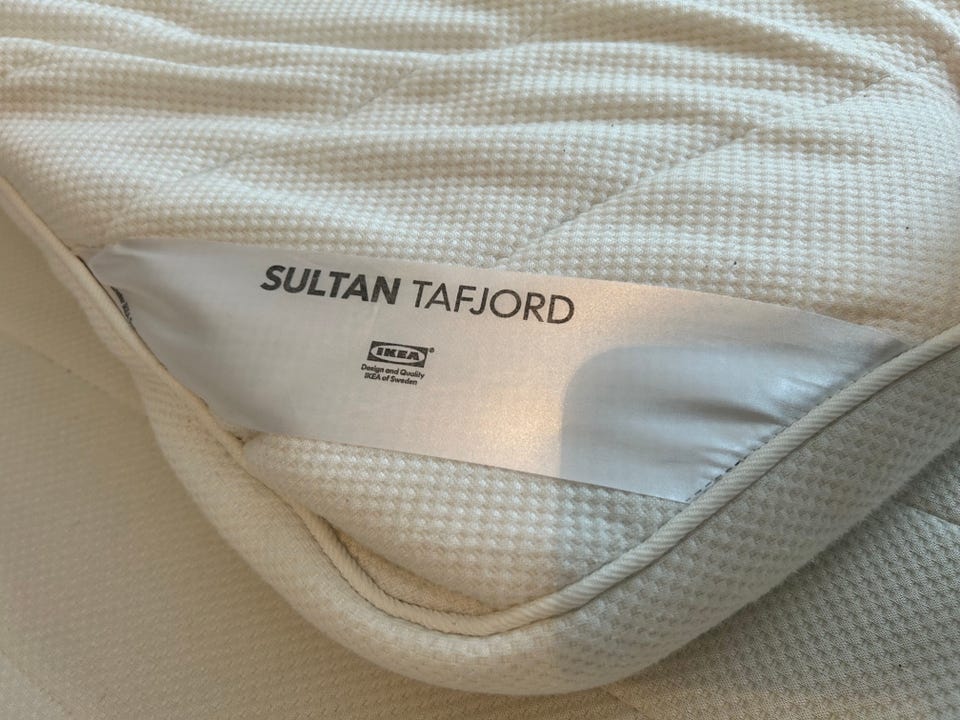 SULTAN TAFJORD
IKEA®
Design and Quality
IKEA of Sweden